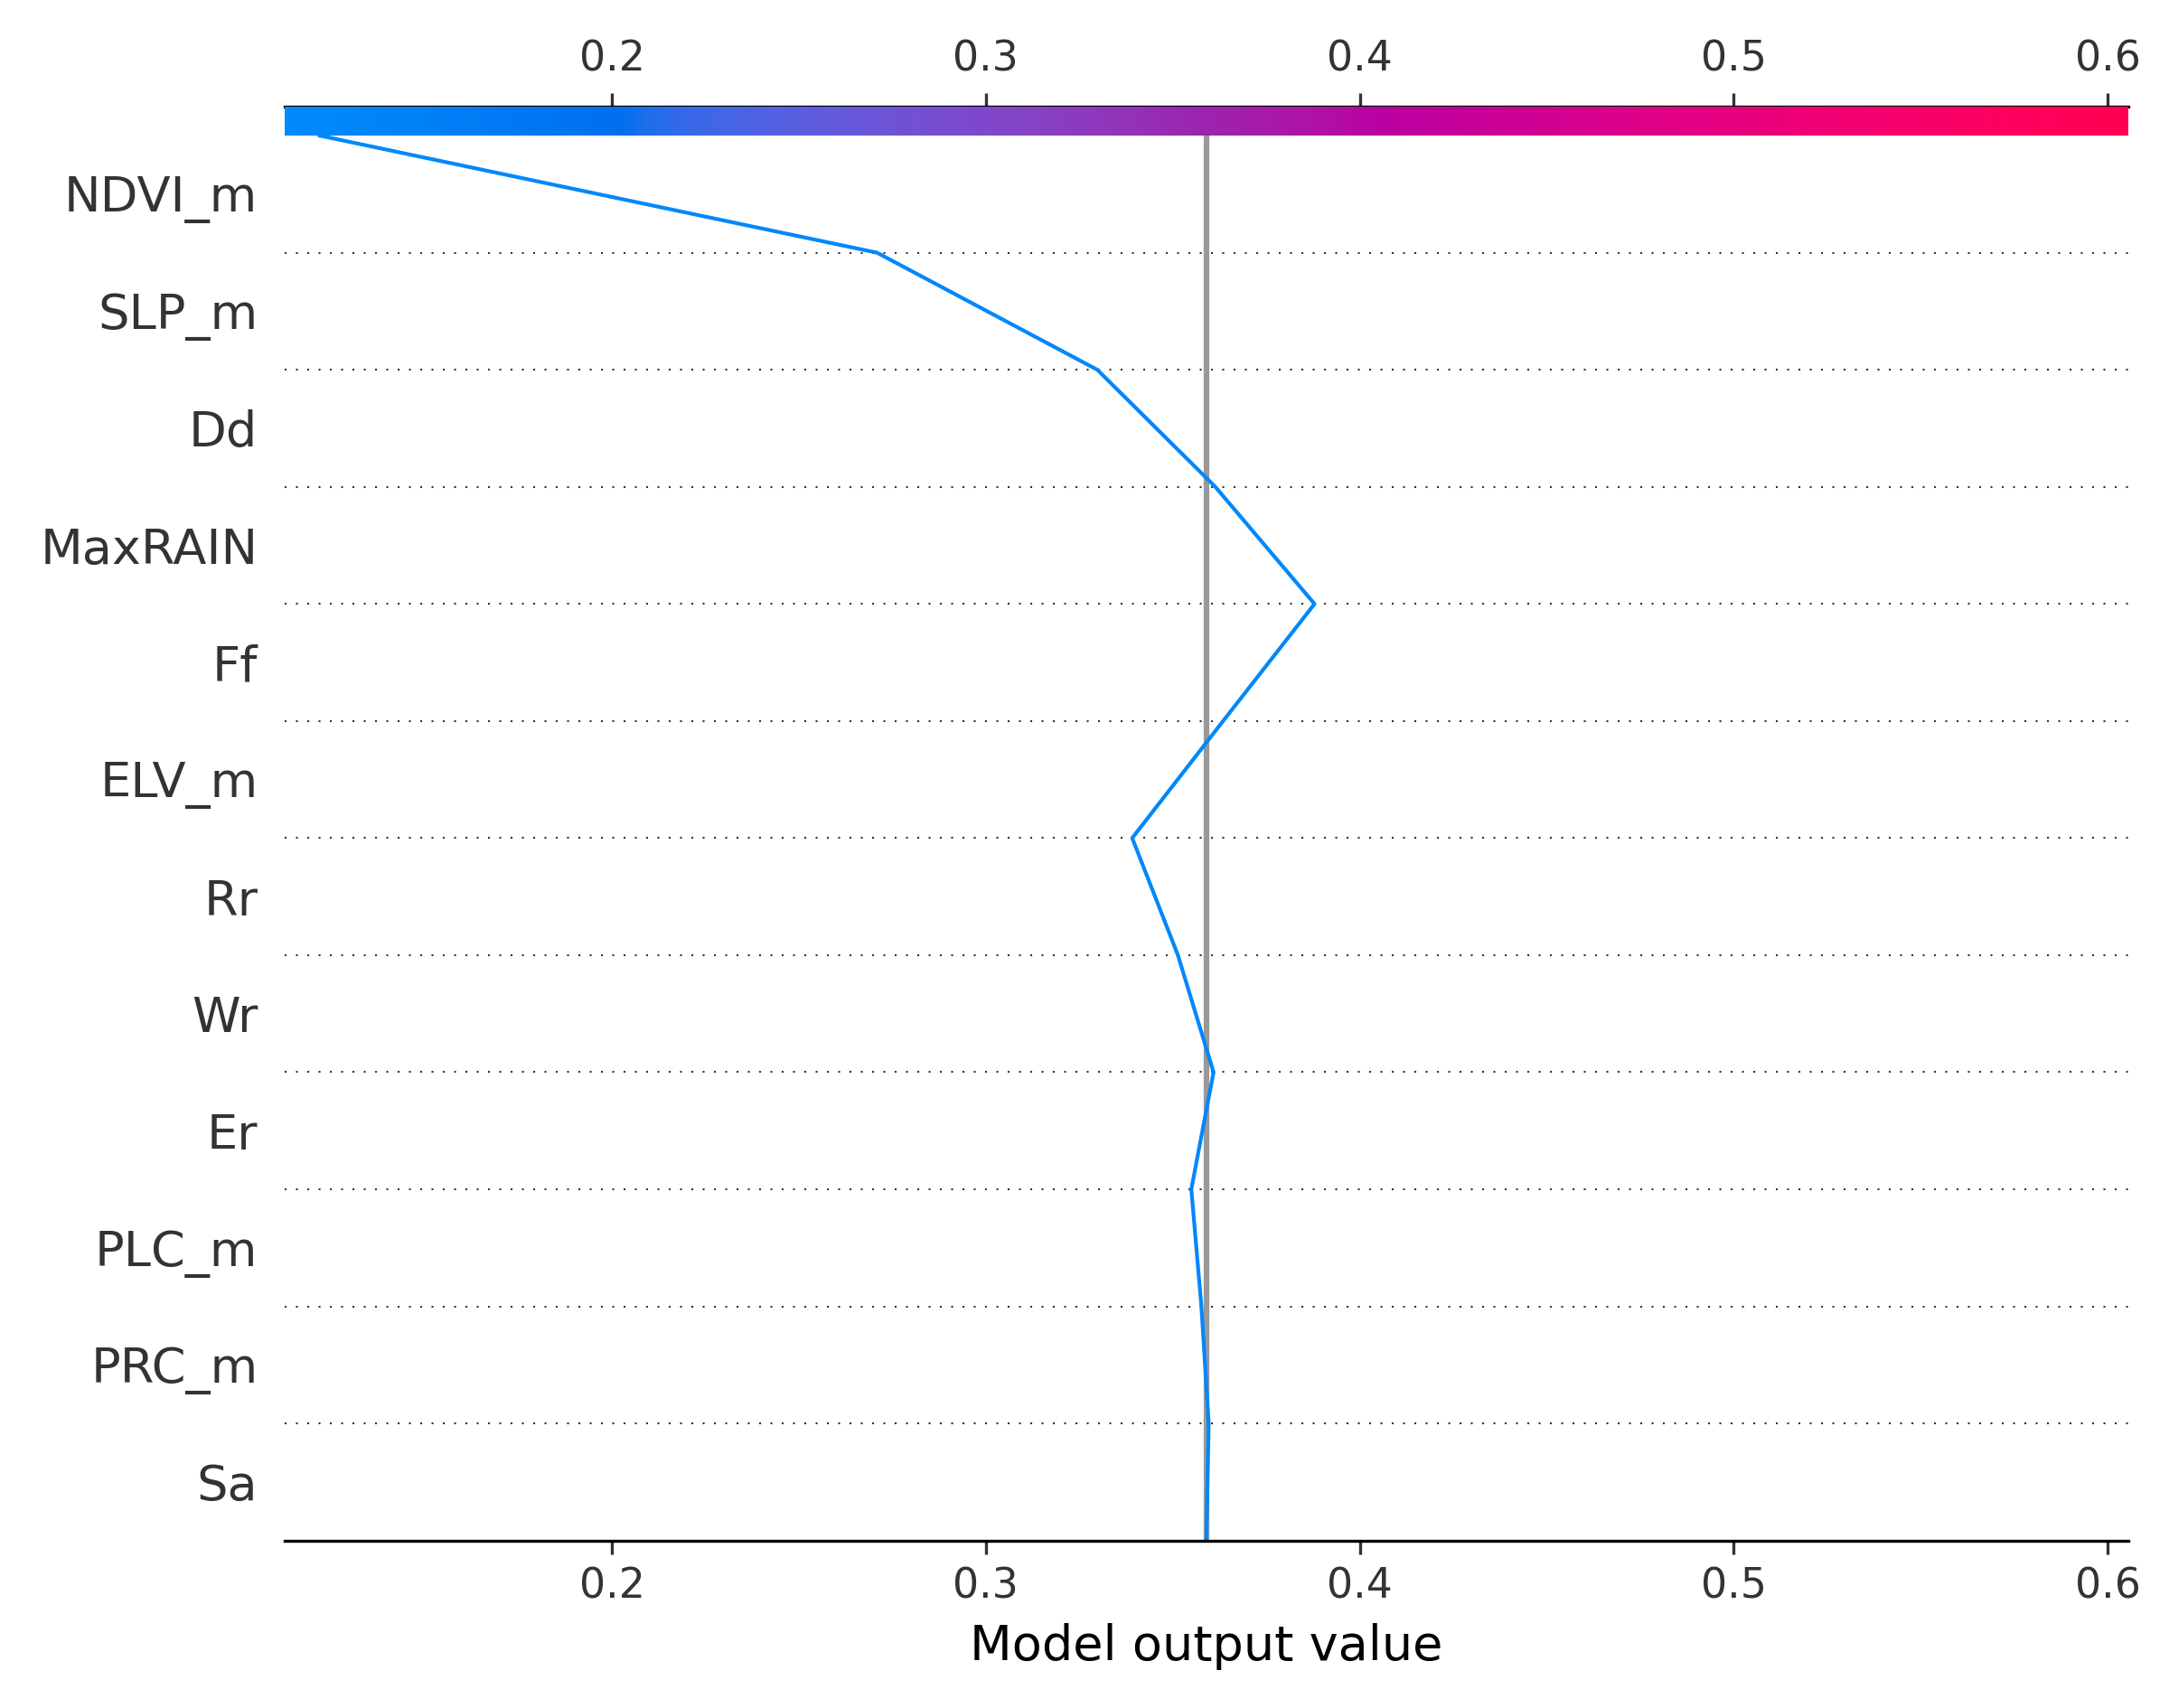 0.2 0.3 0.4 0.5 0.6
NDVI_m
SLP_m
Dd
MaxRAIN
Ff
ELV_m
Rr
Wr
Er
PLC_m
PRC_m
Sa
0.2 0.3 0.4 0.5 0.6
Model output value